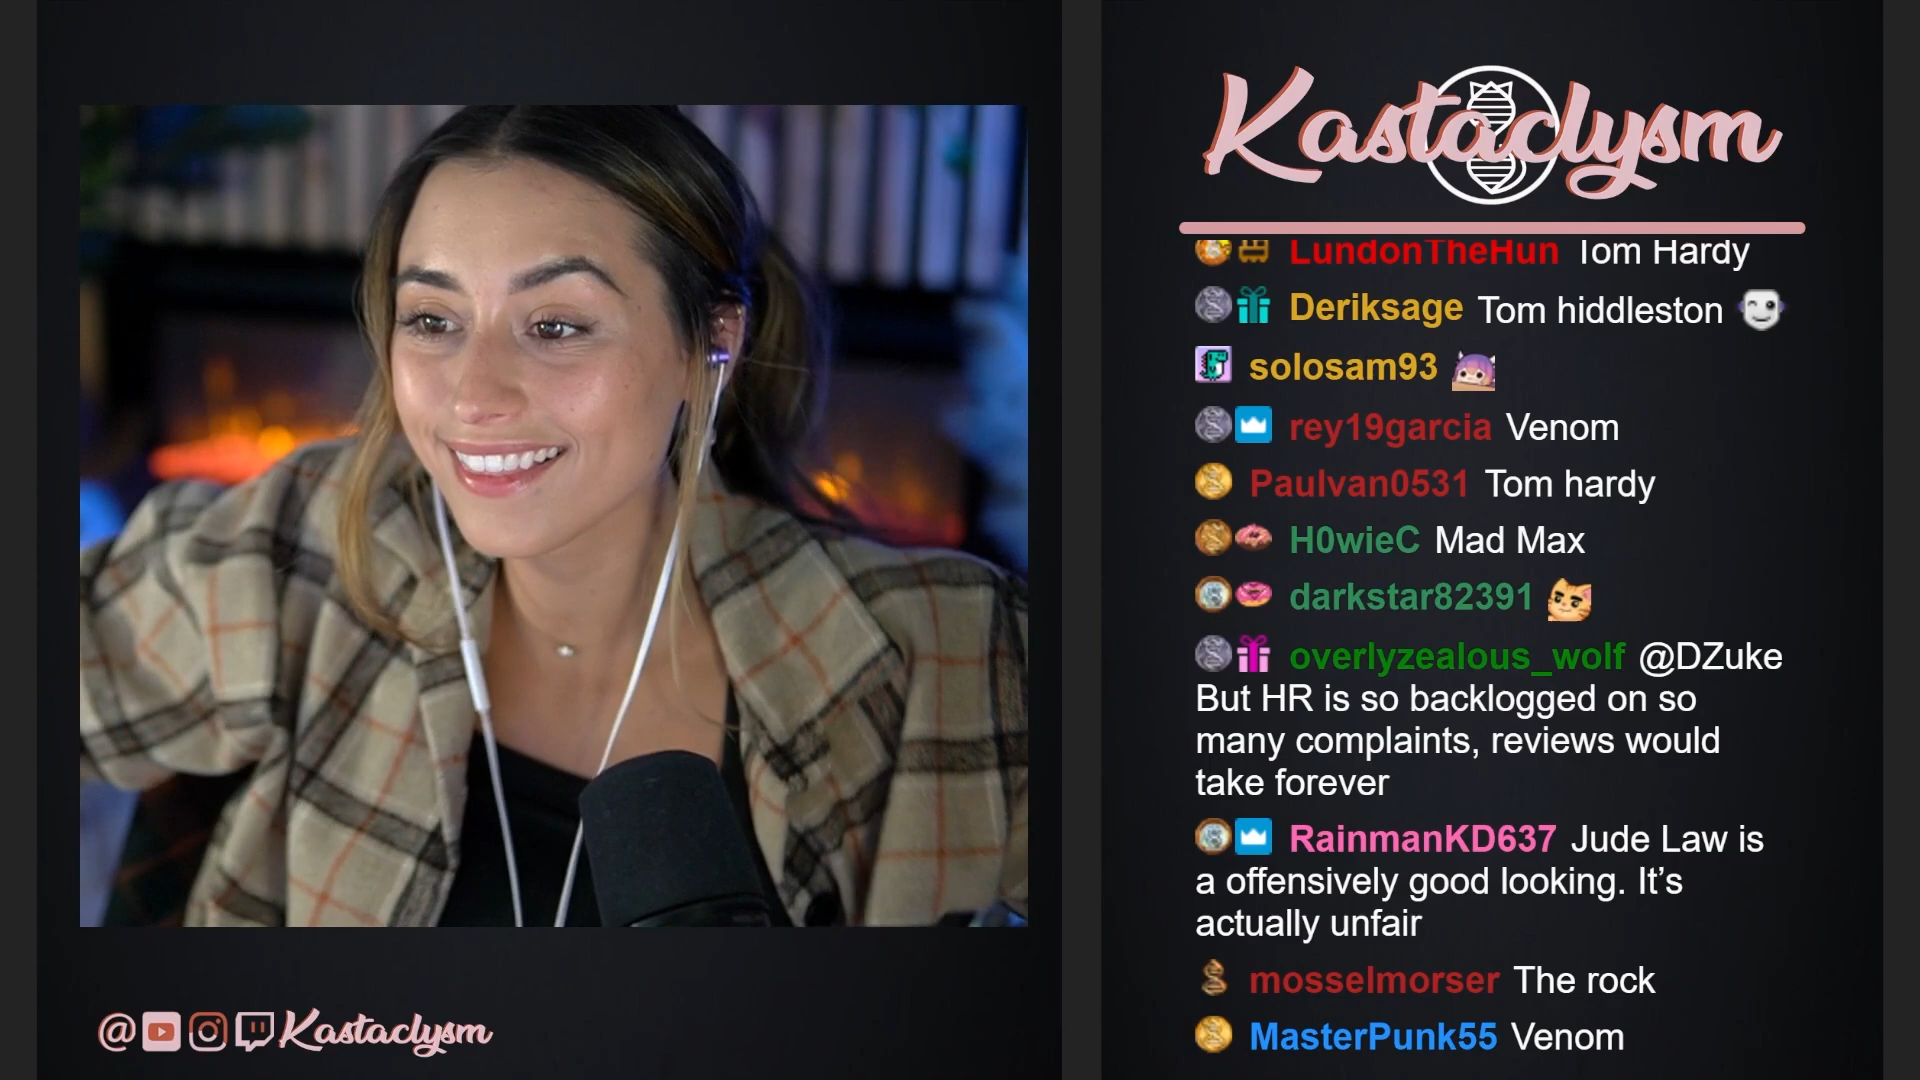 Kastaclysm
LundonTheHun Tom Hardy
Deriksage Tom hiddleston
solosam93
rey19garcia Venom
Paulvan0531 Tom hardy
H0wieC Mad Max
darkstar82391
overlyzealous_wolf @DZuke
But HR is so backlogged on so
many complaints, reviews would
take forever
RainmanKD637 Jude Law is
a offensively good looking. It’s
actually unfair
mosselmorser The rock
MasterPunk55 Venom
@Kastaclysm